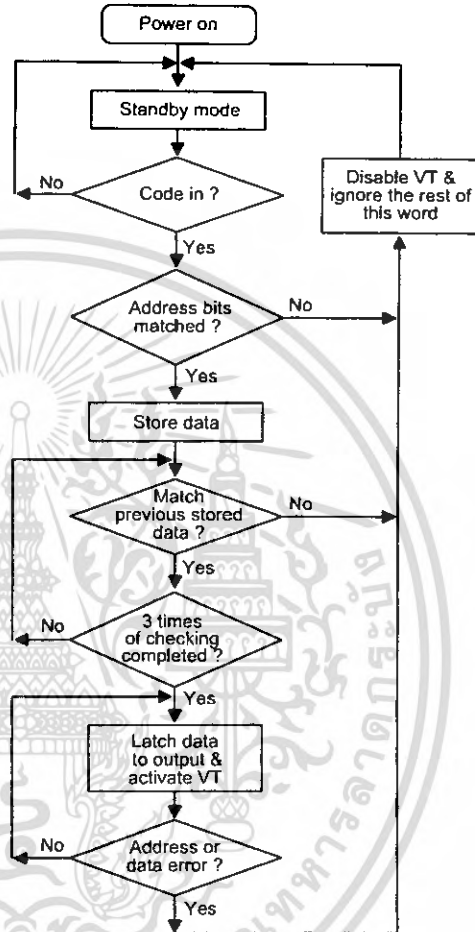 Power on
Standby mode
No
Code in ?
Disable VT &
ignore the rest of
this word
Yes
Address bits
matched ?
No
Yes
Store data
Match
previous stored
data ?
No
Yes
No
3 times
of checking
completed ?
Yes
Latch data
to output &
activate VT
No
Address or
data error ?
Yes